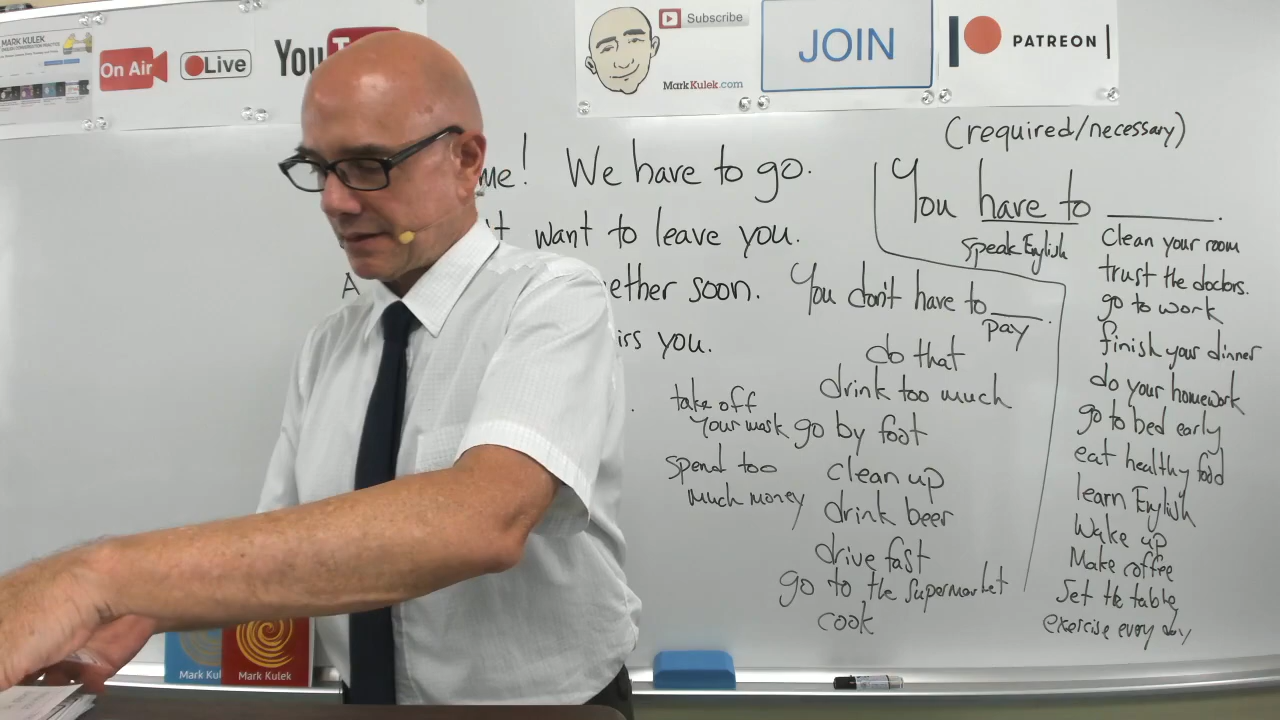 MARK KULEK
On Air
Live
You
Subscribe
MarkKulek.com
JOIN
PATREON
(required/necessary)
me! We have to go.
't want to leave you.
A
ether soon.
iss you.
.
You have to ______.
speak English
Clean your room
trust the doctors.
go to work
finish your dinner
do your homework
go to bed early
eat healthy food
learn English
Wake up
Make coffee
Set the table
exercise every day
You don't have to ____.
pay
do that
drink too much
go by foot
clean up
drink beer
drive fast
go to the supermarket
cook
take off
your mask
spend too
much money
Mark Kul
Mark Kulek